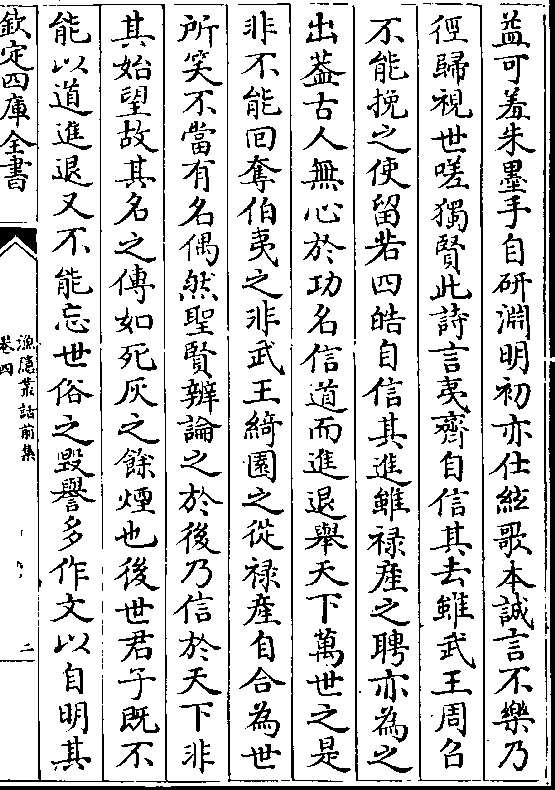 益可羞朱墨手自研淵明初亦仕絃歌本誠言不樂乃
徑歸視世嗟獨賢此詩言夷齊自信其去雖武王周召
不能挽之使留若四皓自信其進雖禄産之聘亦為之
出葢古人無心於功名信道而進退舉天下萬世之是
非不能回奪伯夷之非武王綺園之從禄産自合為世
所笑不當有名偶然聖賢辨論之於後乃信於天下非
其始望故其名之傳如死灰之餘煙也後世君子既不
能以道進退又不能忘世俗之毁譽多作文以自明其
欽定四庫全書
漁隱叢話前集
卷四
二